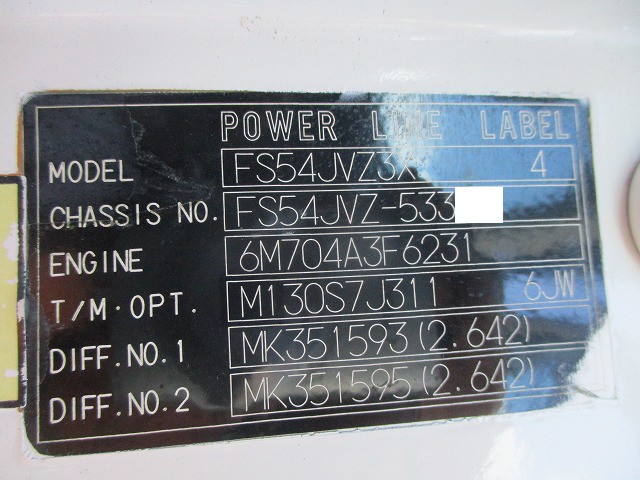 POWER LINE LABEL
MODEL FS54JVZ3X 4
CHASSIS NO. FS54JVZ-533
ENGINE 6M704A3F6231
T/M·OPT. M130S7J311 6JW
DIFF.NO.1 MK351593(2.642)
DIFF.NO.2 MK351595(2.642)